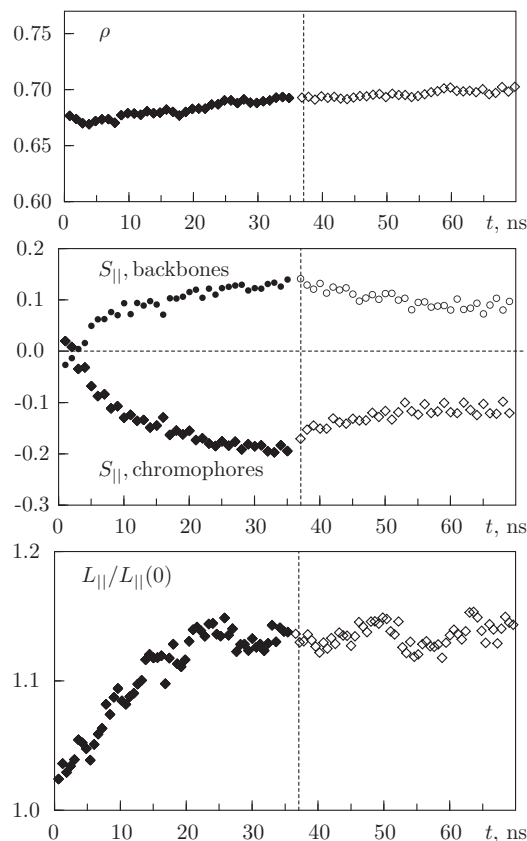 0.75
ρ
0.70
0.65
0.60
0 10 20 30 40 50 60 t, ns
0.2
S||, backbones
0.1
0.0
-0.1
-0.2
S||, chromophores
-0.3
0 10 20 30 40 50 60 t, ns
1.2
L||/L||(0)
1.1
1.0
0 10 20 30 40 50 60 t, ns